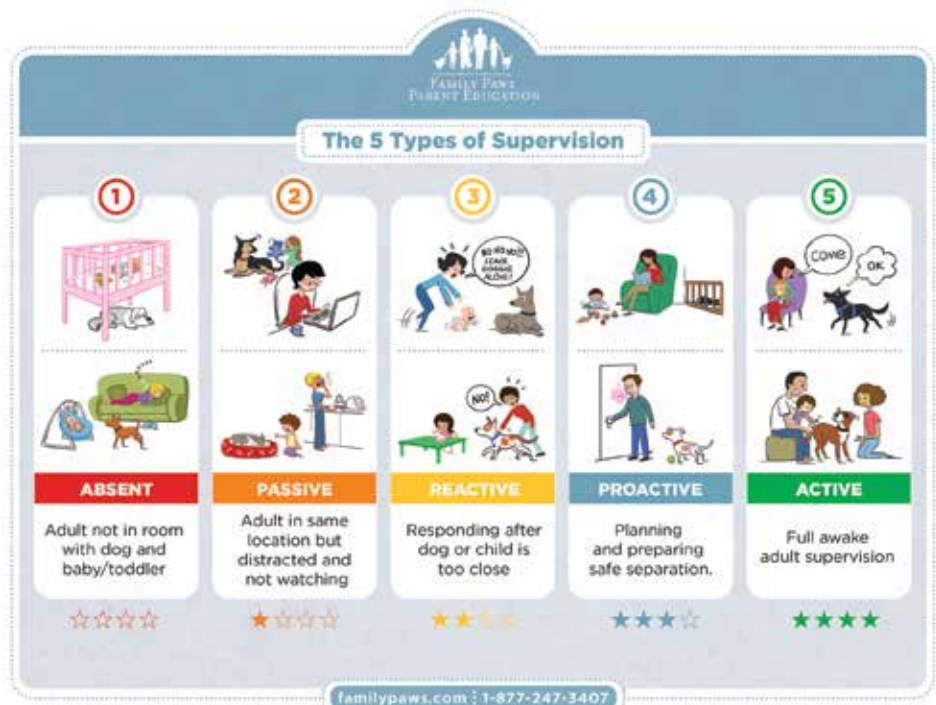 FAMILY PAWS
PARENT EDUCATION
The 5 Types of Supervision
1
2
3
4
5
NO NO NO!!
LEAVE
DOGGIE
ALONE!
COME
OK
NO!
ABSENT
Adult not in room
with dog and
baby/toddler
PASSIVE
Adult in same
location but
distracted and
not watching
REACTIVE
Responding after
dog or child is
too close
PROACTIVE
Planning
and preparing
safe separation.
ACTIVE
Full awake
adult supervision
familypaws.com | 1-877-247-3407